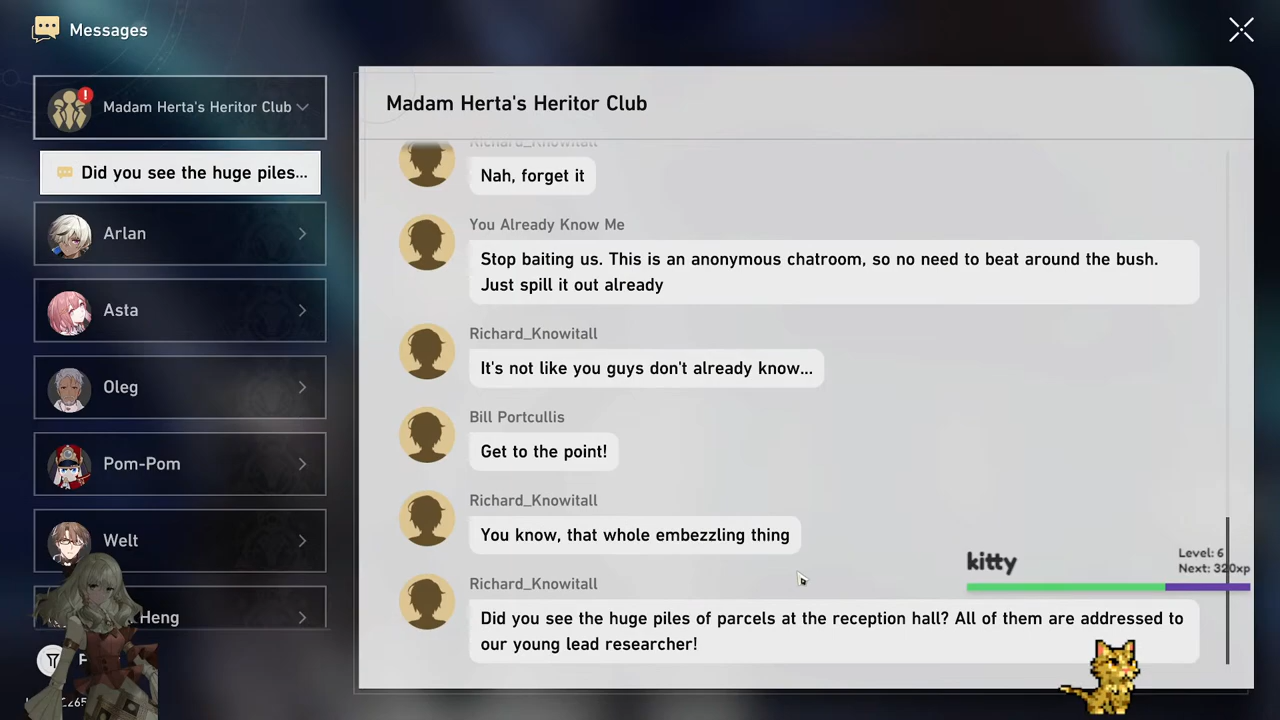 Messages
Madam Herta's Heritor Club
Did you see the huge piles...
Arlan
Asta
Oleg
Pom-Pom
Welt
Heng
Madam Herta's Heritor Club
Richard_Knowitall
Nah, forget it
You Already Know Me
Stop baiting us. This is an anonymous chatroom, so no need to beat around the bush.
Just spill it out already
Richard_Knowitall
It's not like you guys don't already know...
Bill Portcullis
Get to the point!
Richard_Knowitall
You know, that whole embezzling thing
Richard_Knowitall
Did you see the huge piles of parcels at the reception hall? All of them are addressed to
our young lead researcher!
kitty
Level: 6
Next: 320xp